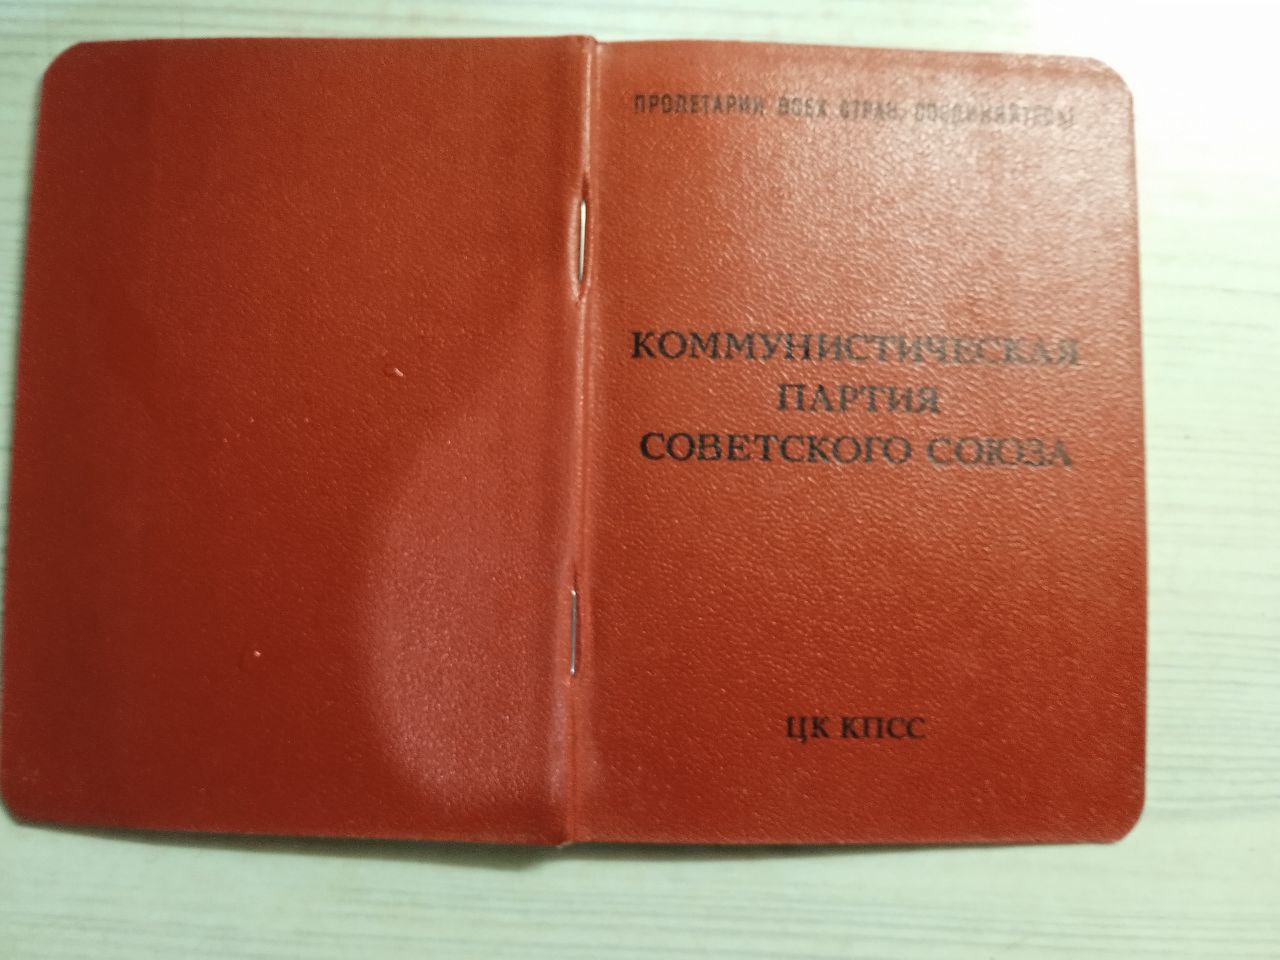 ПРОЛЕТАРИИ ВСЕХ СТРАН, СОЕДИНЯЙТЕСЬ!
КОММУНИСТИЧЕСКАЯ
ПАРТИЯ
СОВЕТСКОГО СОЮЗА
ЦК КПСС